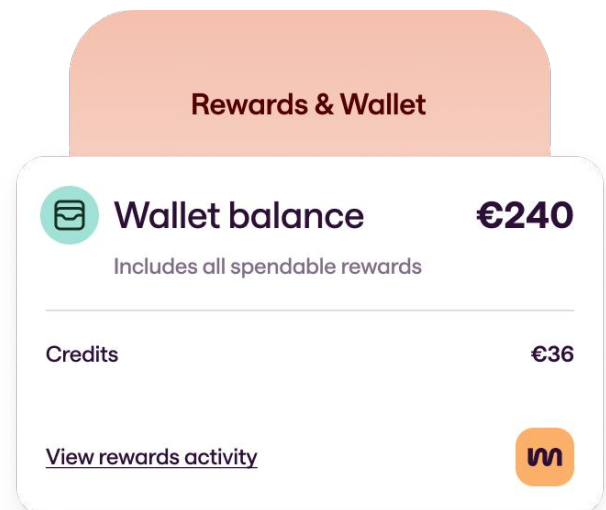 Rewards & Wallet
Wallet balance €240
Includes all spendable rewards
Credits €36
View rewards activity
m